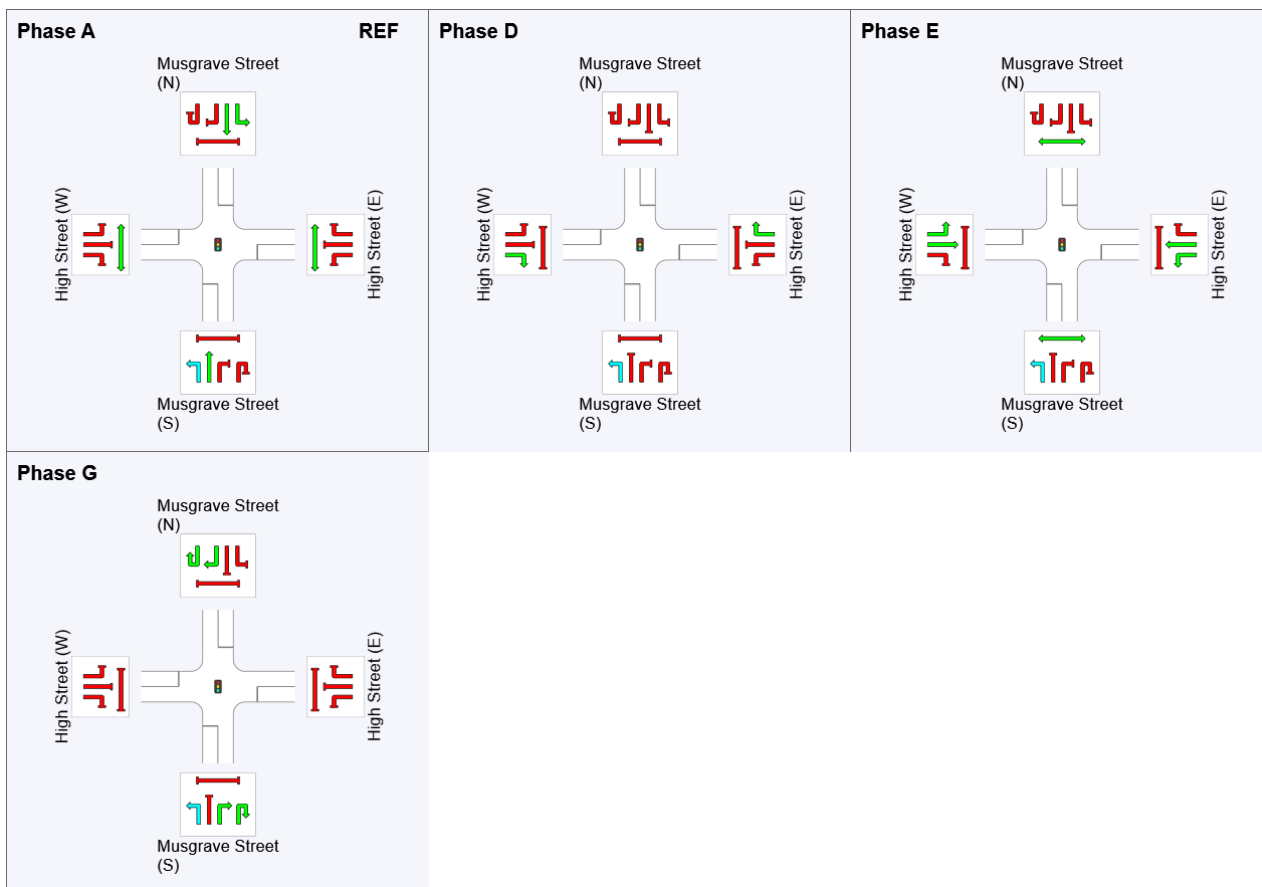 Phase A
REF
Musgrave Street
(N)
High Street (W)
High Street (E)
Musgrave Street
(S)
Phase D
Musgrave Street
(N)
High Street (W)
High Street (E)
Musgrave Street
(S)
Phase E
Musgrave Street
(N)
High Street (W)
High Street (E)
Musgrave Street
(S)
Phase G
Musgrave Street
(N)
High Street (W)
High Street (E)
Musgrave Street
(S)